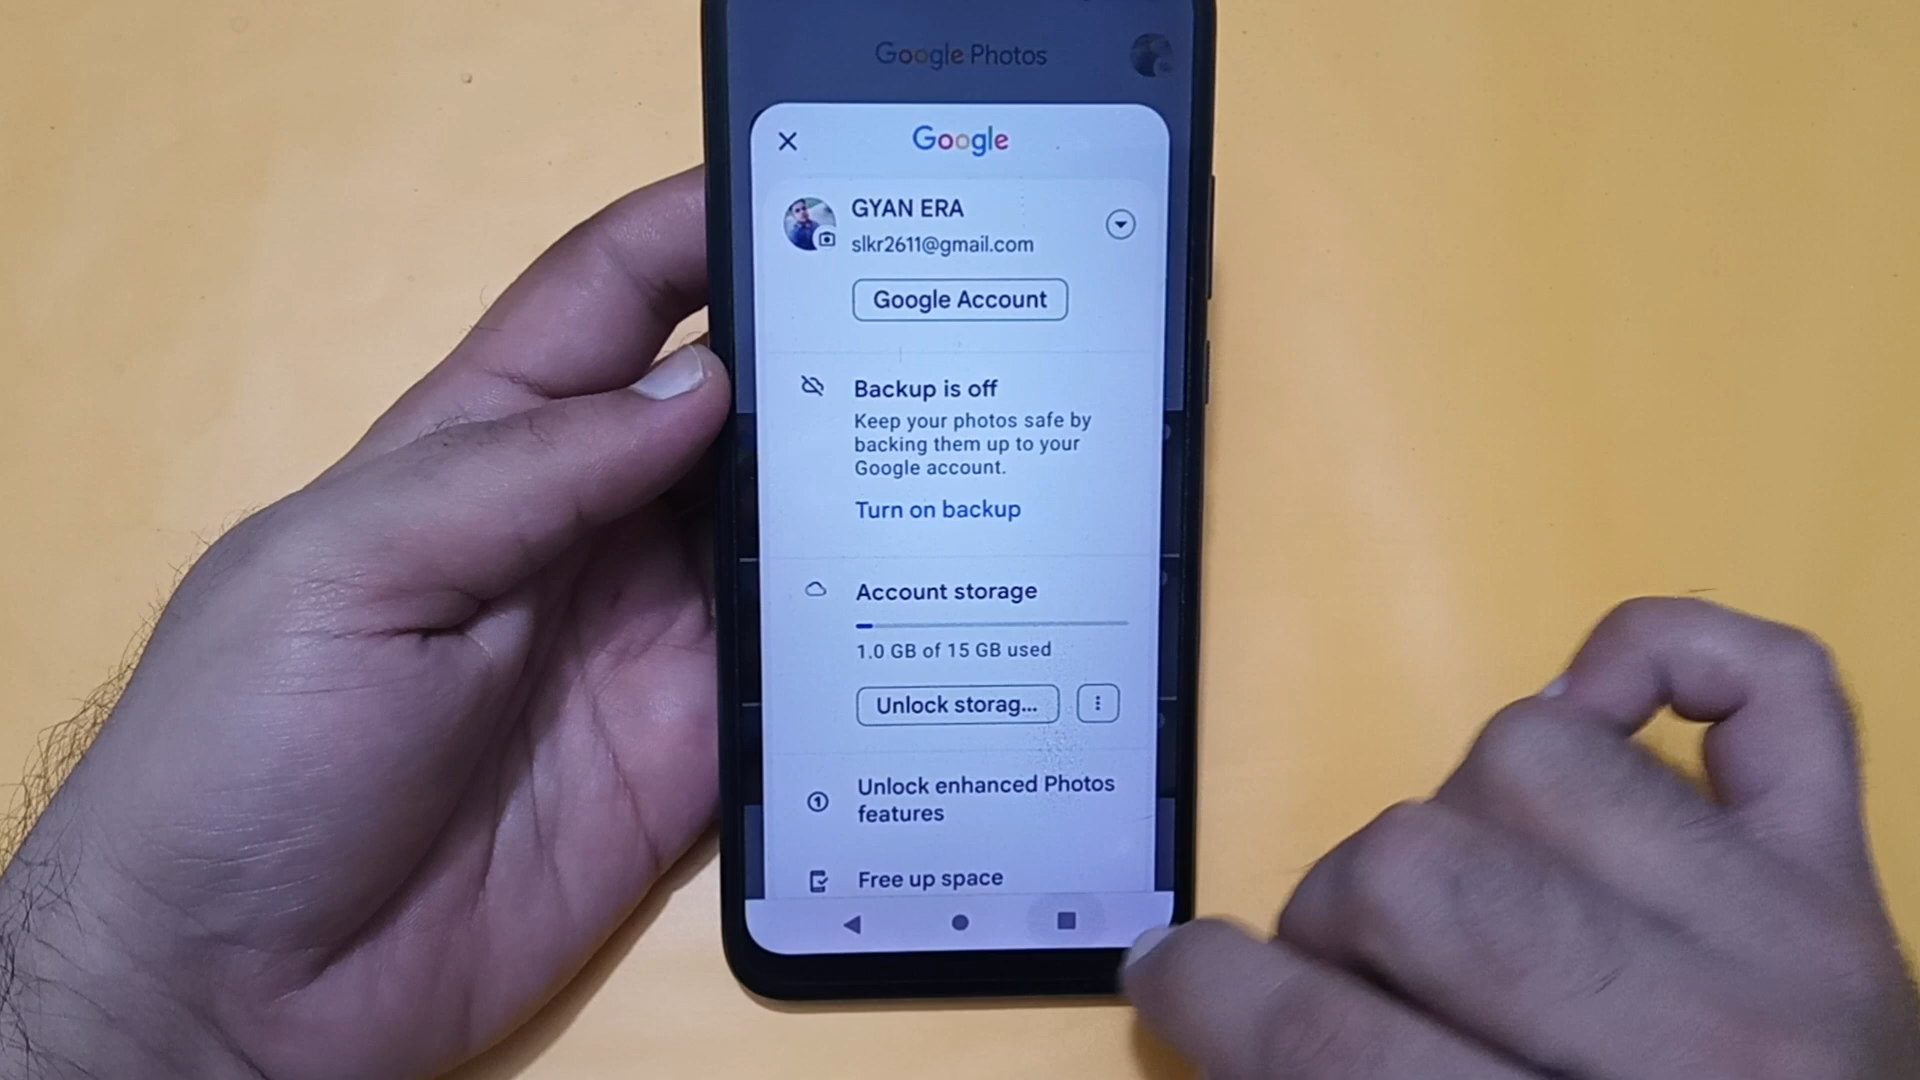 Google Photos
Google
GYAN ERA
slkr2611@gmail.com
Google Account
Backup is off
Keep your photos safe by
backing them up to your
Google account.
Turn on backup
Account storage
1.0 GB of 15 GB used
Unlock storag...
Unlock enhanced Photos
features
Free up space